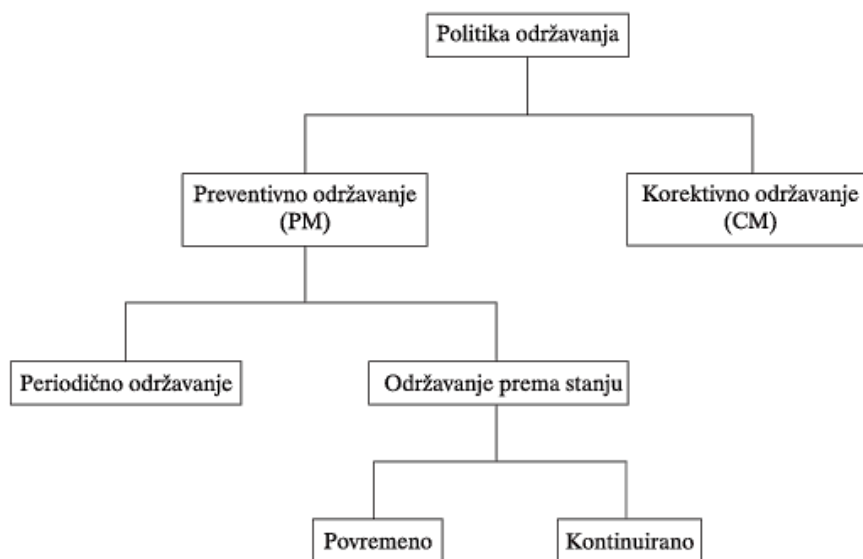 Politika održavanja
Preventivno održavanje
(PM)
Korektivno održavanje
(CM)
Periodično održavanje
Održavanje prema stanju
Povremeno
Kontinuirano